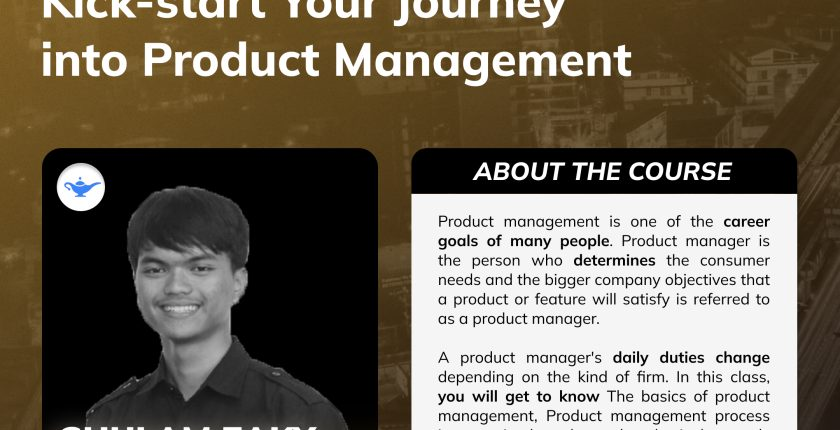 Kick-start Your Journey
into Product Management
ABOUT THE COURSE
Product management is one of the career
goals of many people. Product manager is
the person who determines the consumer
needs and the bigger company objectives that
a product or feature will satisfy is referred to
as a product manager.
A product manager's daily duties change
depending on the kind of firm. In this class,
you will get to know The basics of product
management, Product management process